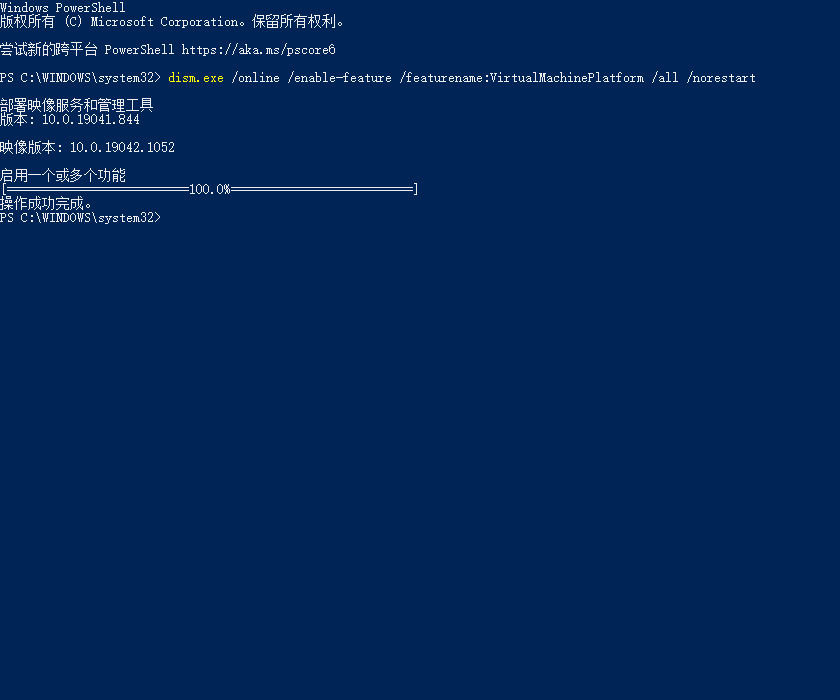 Windows PowerShell
版权所有 (C) Microsoft Corporation。保留所有权利。
尝试新的跨平台 PowerShell https://aka.ms/pscore6
PS C:\WINDOWS\system32> dism.exe /online /enable-feature /featurename:VirtualMachinePlatform /all /norestart
部署映像服务和管理工具
版本: 10.0.19041.844
映像版本: 10.0.19042.1052
启用一个或多个功能
[==========================100.0%==========================]
操作成功完成。
PS C:\WINDOWS\system32>